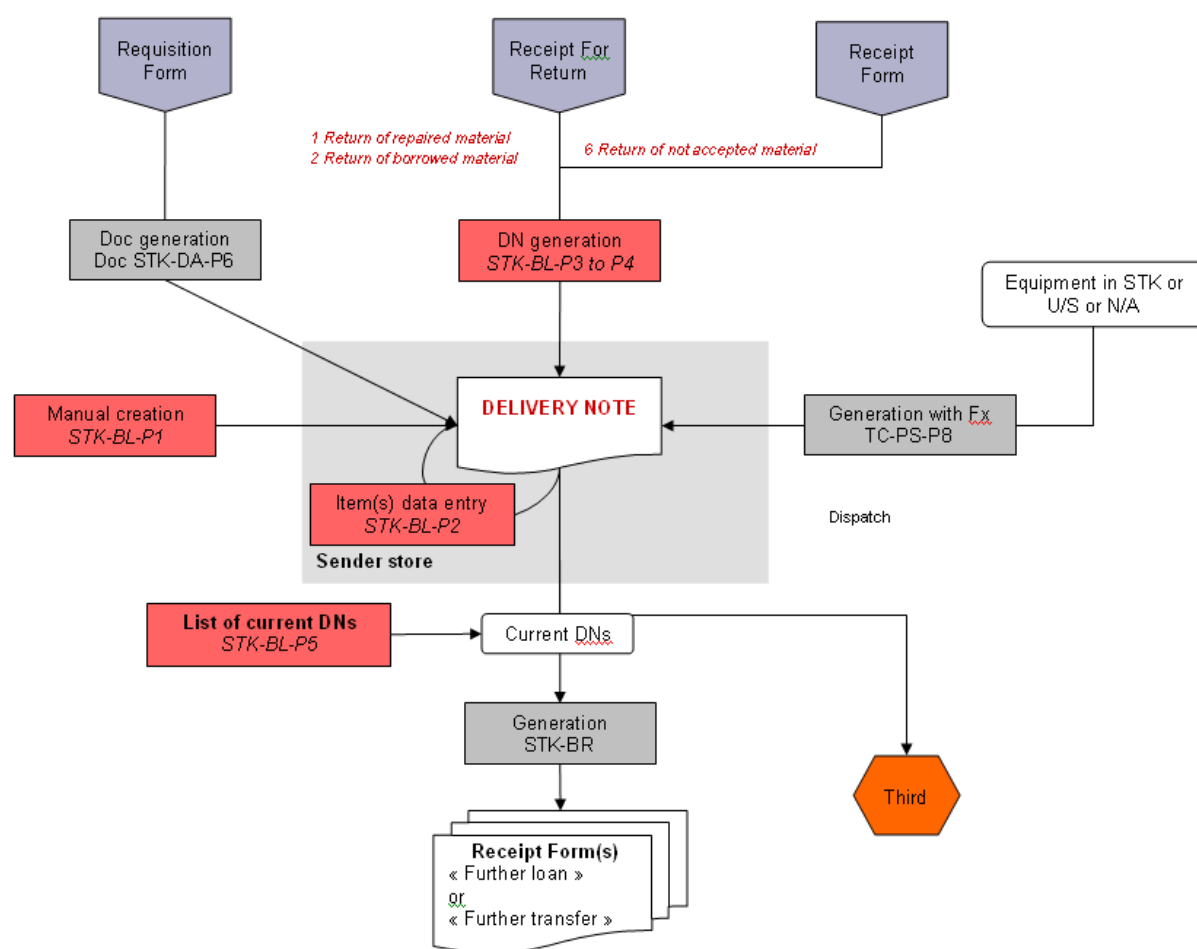 Requisition
Form
Receipt For
Return
Receipt
Form
1 Return of repaired material
2 Return of borrowed material
6 Return of not accepted material
Doc generation
Doc STK-DA-P6
DN generation
STK-BL-P3 to P4
Equipment in STK or
U/S or N/A
Manual creation
STK-BL-P1
DELIVERY NOTE
Generation with Fx
TC-PS-P8
Item(s) data entry
STK-BL-P2
Dispatch
Sender store
List of current DNs
STK-BL-P5
Current DNs
Generation
STK-BR
Third
Receipt Form(s)
« Further loan »
or
« Further transfer »